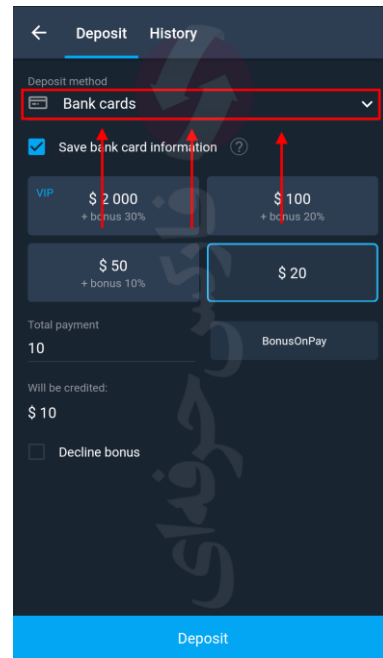 Deposit History
Deposit method
Bank cards
Save bank card information ?
VIP
$ 2 000
+ bonus 30%
$ 100
+ bonus 20%
$ 50
+ bonus 10%
$ 20
Total payment
10
BonusOnPay
Will be credited:
$ 10
Decline bonus
Deposit